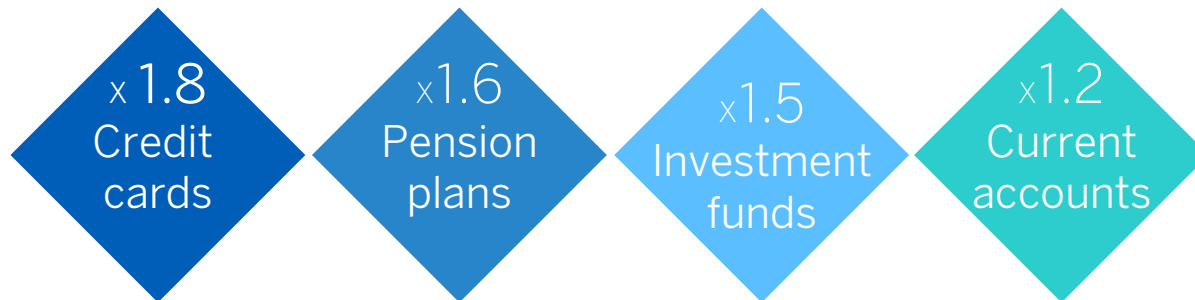 x 1.8
Credit
cards
x1.6
Pension
plans
x1.5
Investment
funds
x1.2
Current
accounts